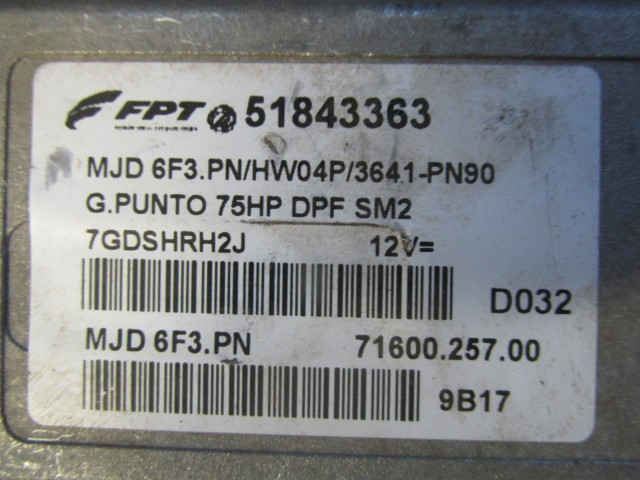 FPT 51843363
MJD 6F3.PN/HW04P/3641-PN90
G.PUNTO 75HP DPF SM2
7GDSHRH2J 12V=
D032
MJD 6F3.PN 71600.257.00
9B17